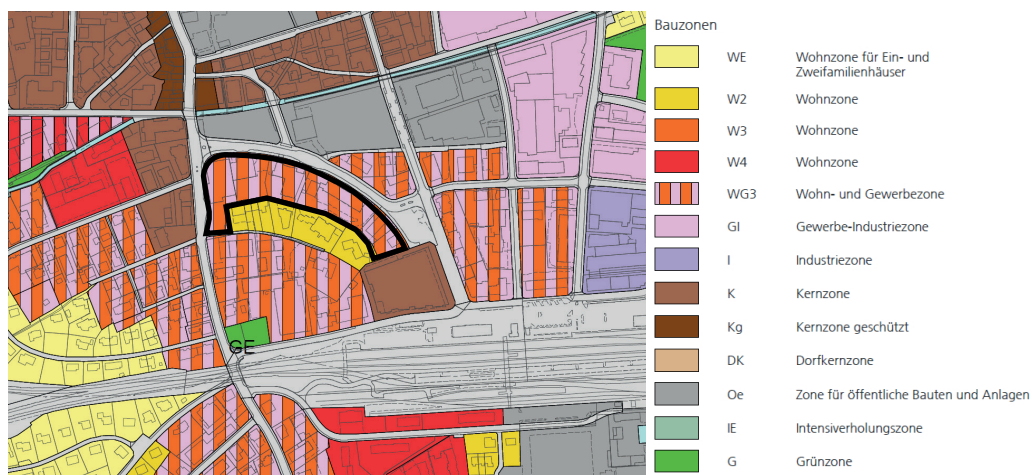 Bauzonen
WE Wohnzone für Ein- und
Zweifamilienhäuser
W2 Wohnzone
W3 Wohnzone
W4 Wohnzone
WG3 Wohn- und Gewerbezone
GI Gewerbe-Industriezone
I Industriezone
K Kernzone
Kg Kernzone geschützt
DK Dorfkernzone
Oe Zone für öffentliche Bauten und Anlagen
IE Intensiverholungszone
G Grünzone
GE